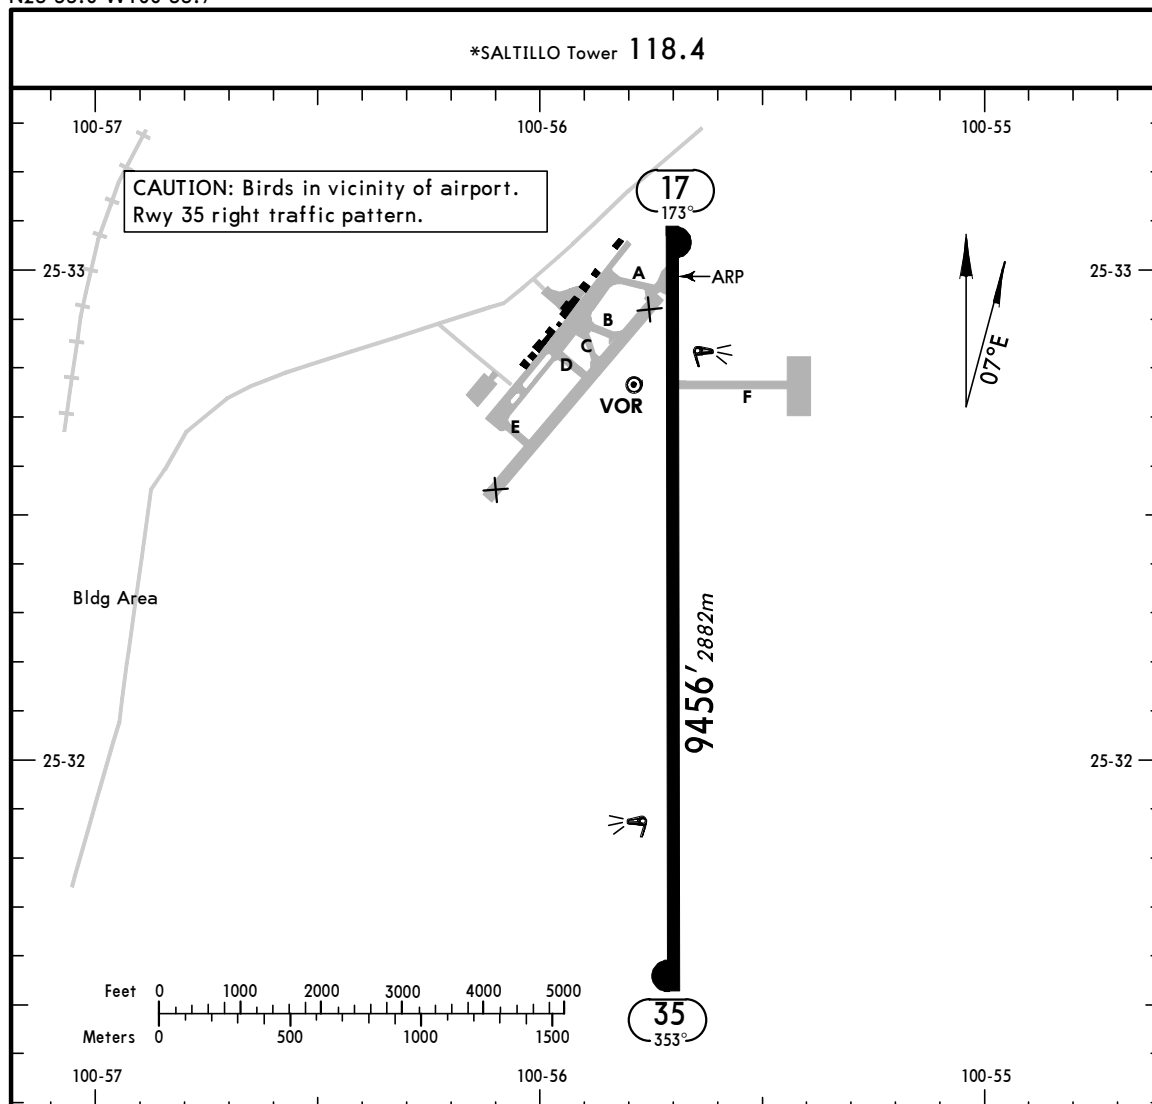 *SALTILLO Tower 118.4
100-57 100-56 100-55
CAUTION: Birds in vicinity of airport.
Rwy 35 right traffic pattern.
17
173°
25-33 25-33
A
ARP
B
C
D
E
VOR
F
07°E
Bldg Area
9456' 2882m
25-32 25-32
Feet 0 1000 2000 3000 4000 5000
Meters 0 500 1000 1500
35
353°
100-57 100-56 100-55